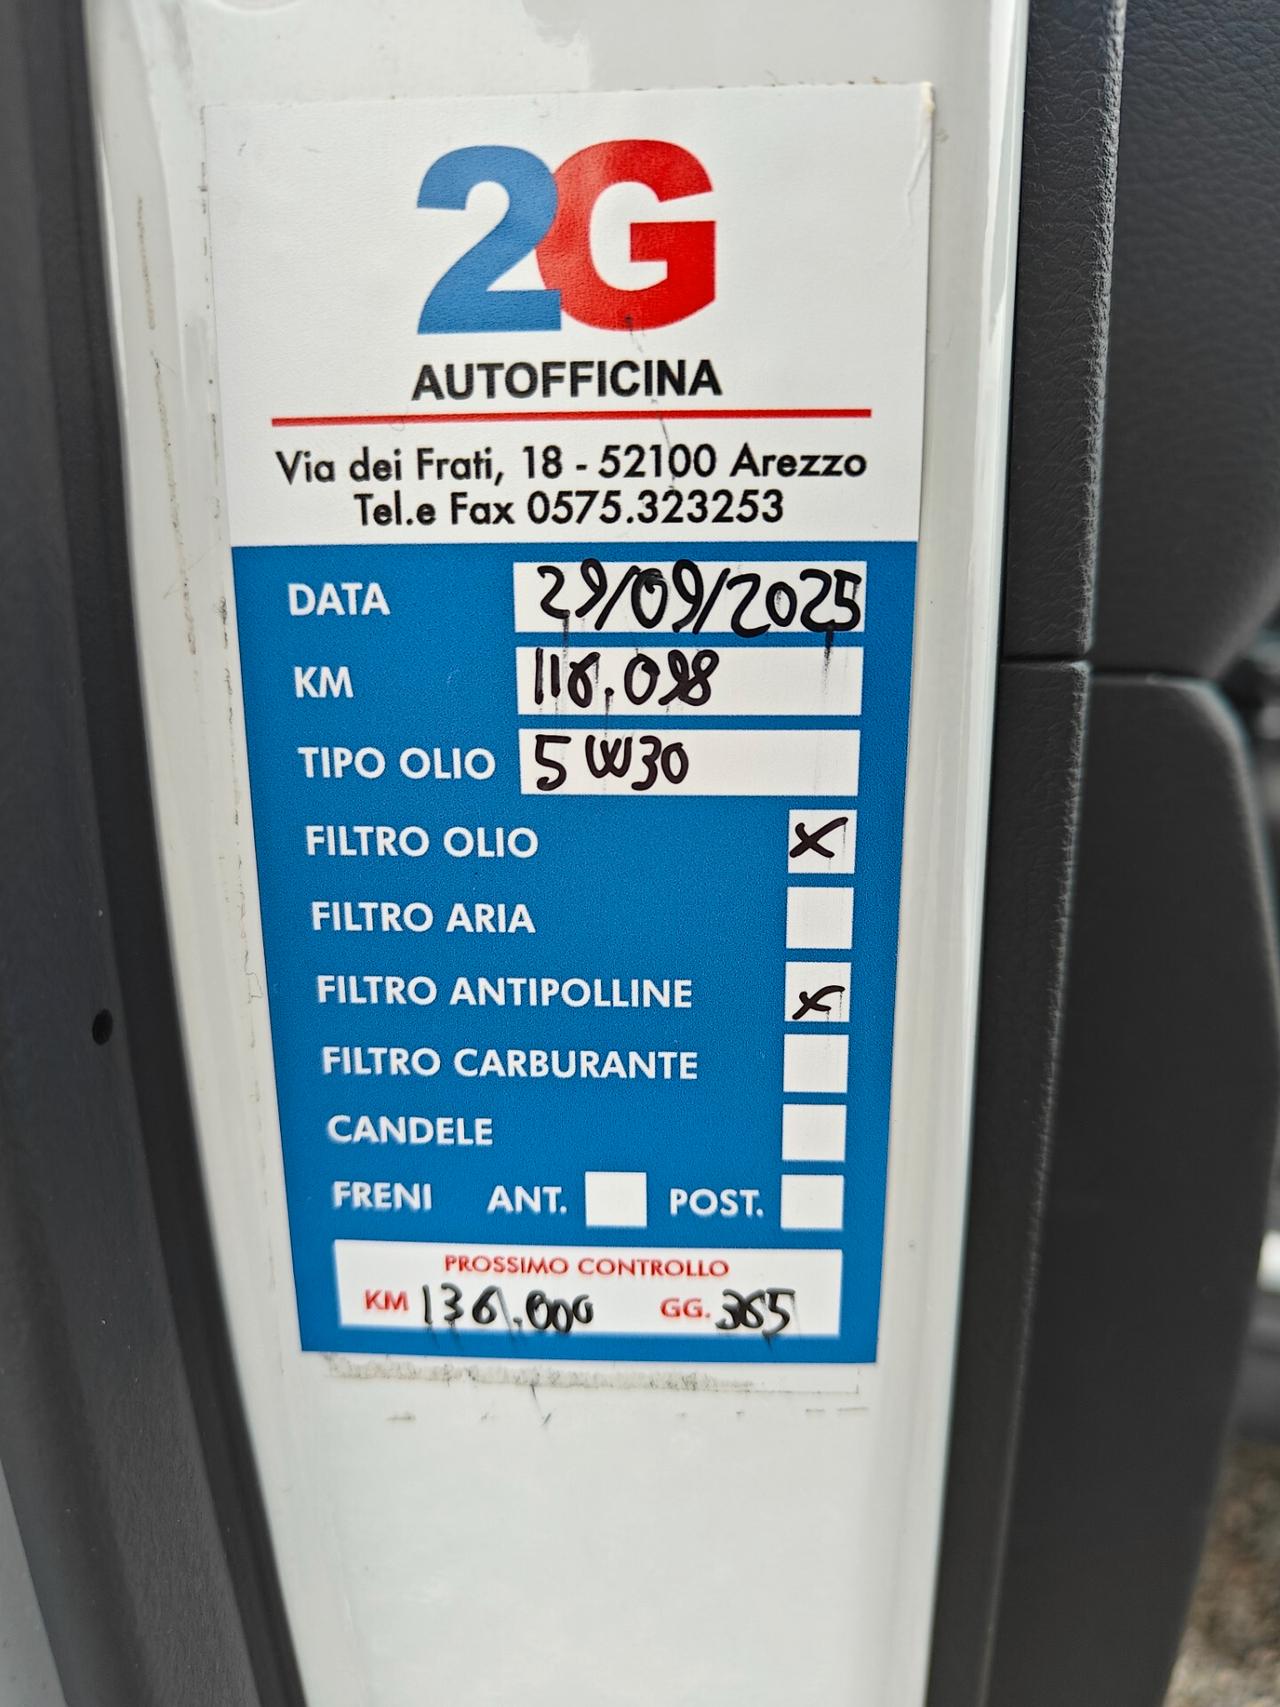 2G
AUTOFFICINA
Via dei Frati, 18 - 52100 Arezzo
Tel.e Fax 0575.323253
DATA 29/09/2025
KM 116.098
TIPO OLIO 5W30
FILTRO OLIO X
FILTRO ARIA
FILTRO ANTIPOLLINE X
FILTRO CARBURANTE
CANDELE
FRENI ANT. POST.
PROSSIMO CONTROLLO
KM 136.000 GG. 365